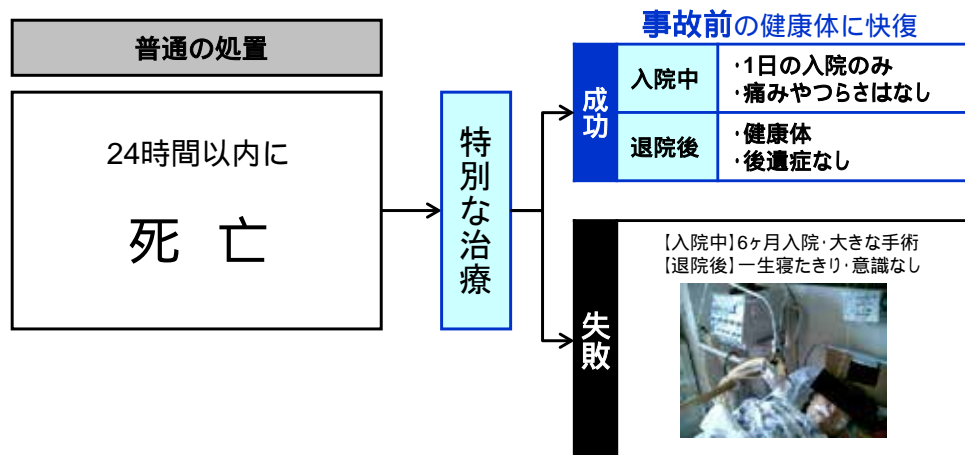 普通の処置
24時間以内に
死 亡
特別な治療
事故前の健康体に快復
成功
入院中
・1日の入院のみ
・痛みやつらさはなし
退院後
・健康体
・後遺症なし
失敗
【入院中】6ヶ月入院・大きな手術
【退院後】一生寝たきり・意識なし